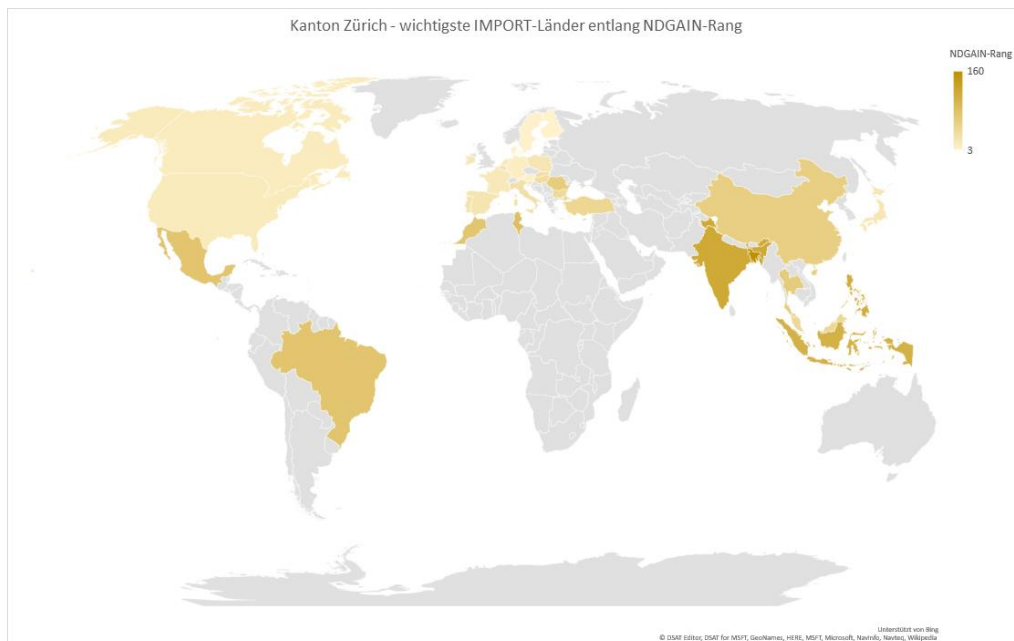 Kanton Zürich - wichtigste IMPORT-Länder entlang NDGAIN-Rang
NDGAIN-Rang
160
3
Unterstützt von Bing
© DSAT Editor, DSAT for MSFT, GeoNames, HERE, MSFT, Microsoft, NavInfo, Navteq, Wikipedia